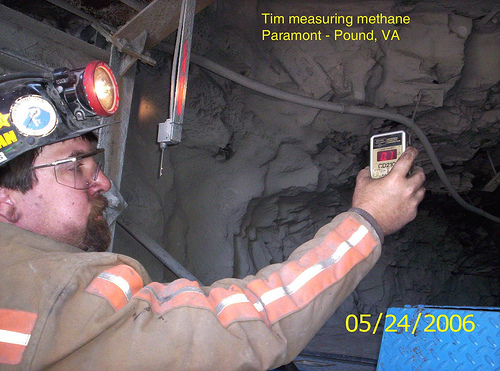 Tim measuring methane
Paramont - Pound, VA
05/24/2006